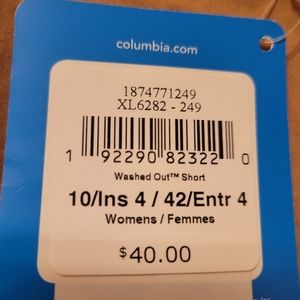 columbia.com
1874771249
XL6282 - 249
1 92290 82322 0
Washed Out™ Short
10/Ins 4 / 42/Entr 4
Womens / Femmes
$40.00